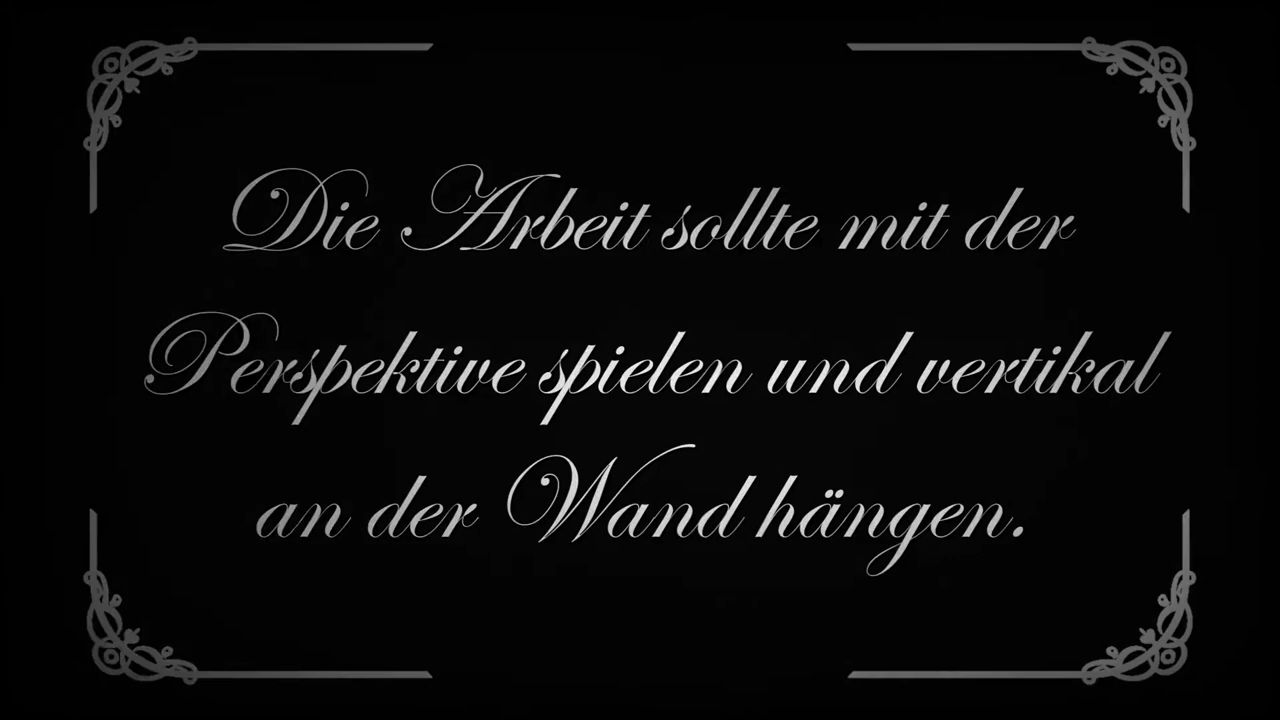 Die Arbeit sollte mit der
Perspektive spielen und vertikal
an der Wand hängen.